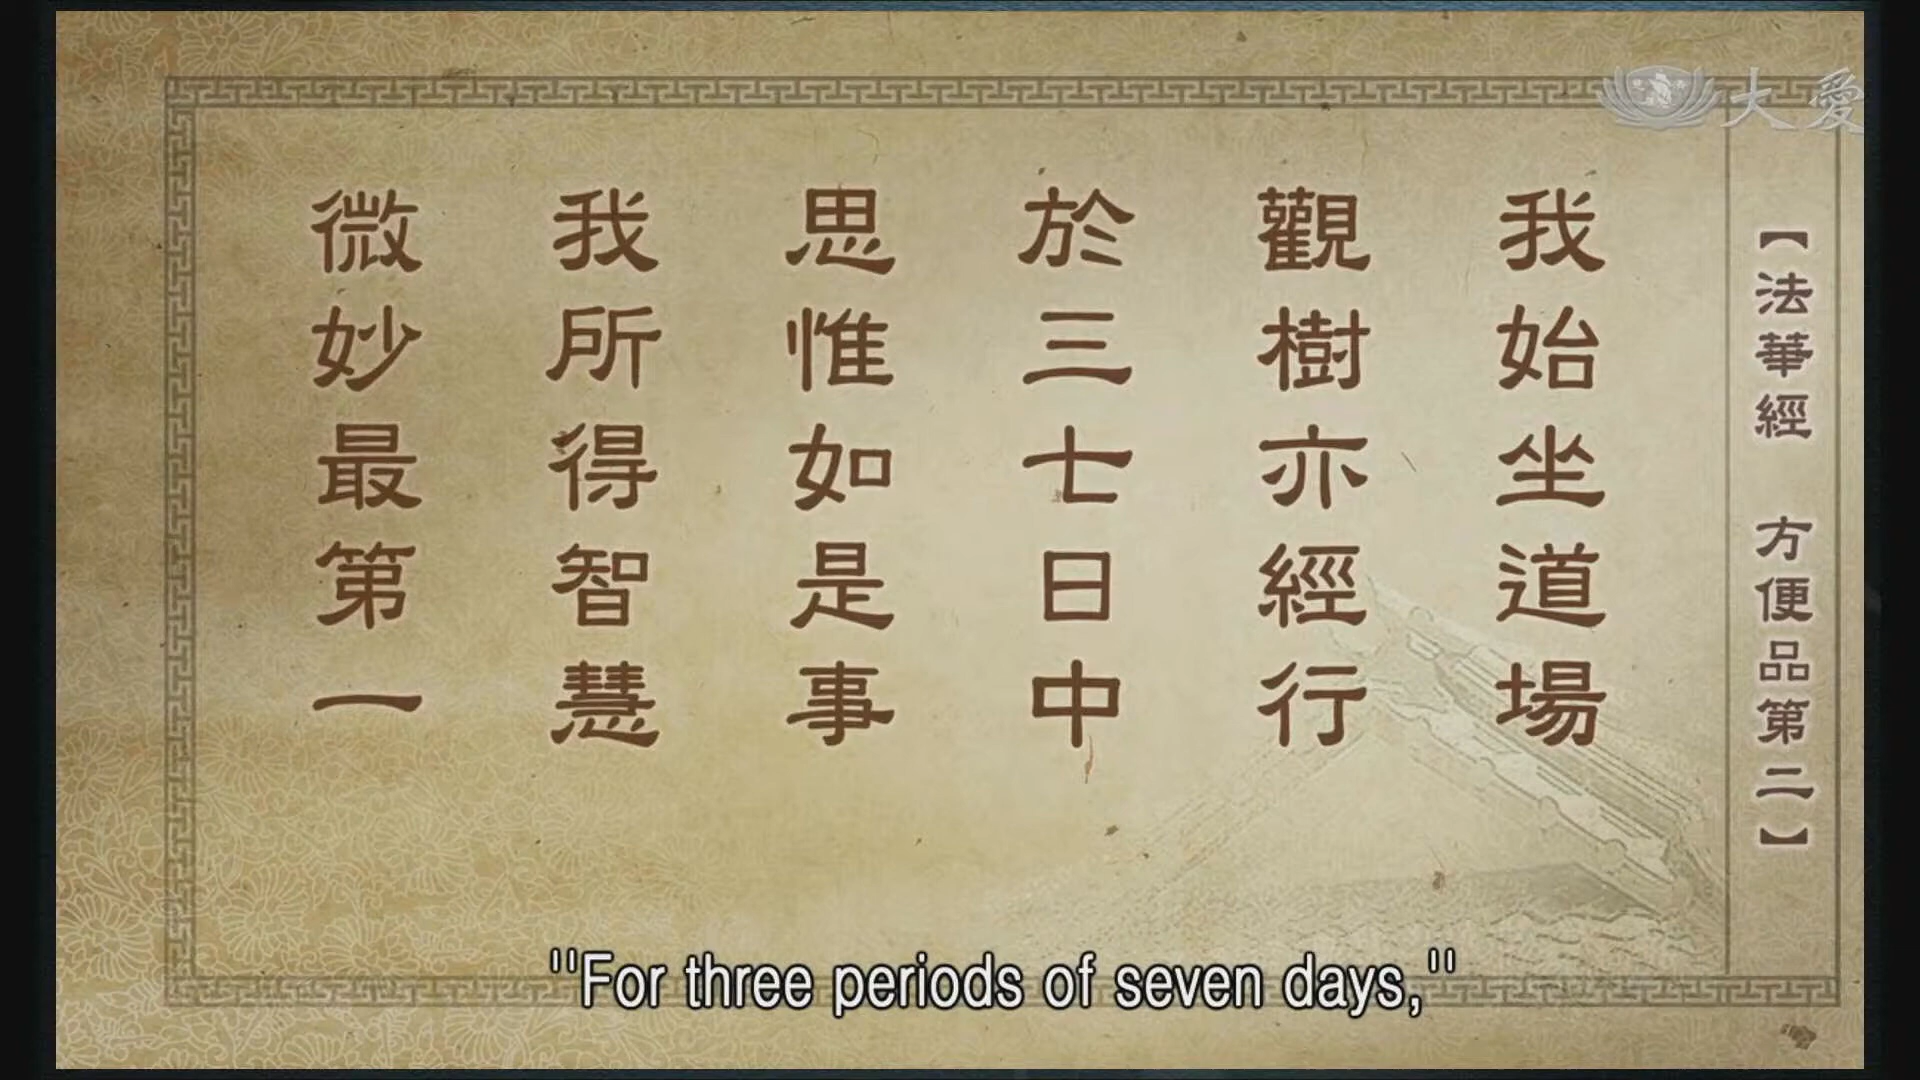 大愛
【法華經 方便品第二】
我始坐道場
觀樹亦經行
於三七日中
思惟如是事
我所得智慧
微妙最第一
"For three periods of seven days,"